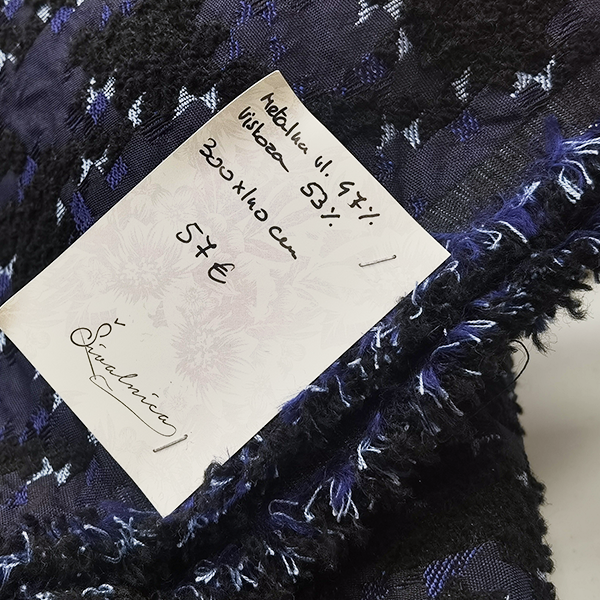 Metalna vl. 47%
Viskoza 53%
300x140 cm
57€
Šivalnica